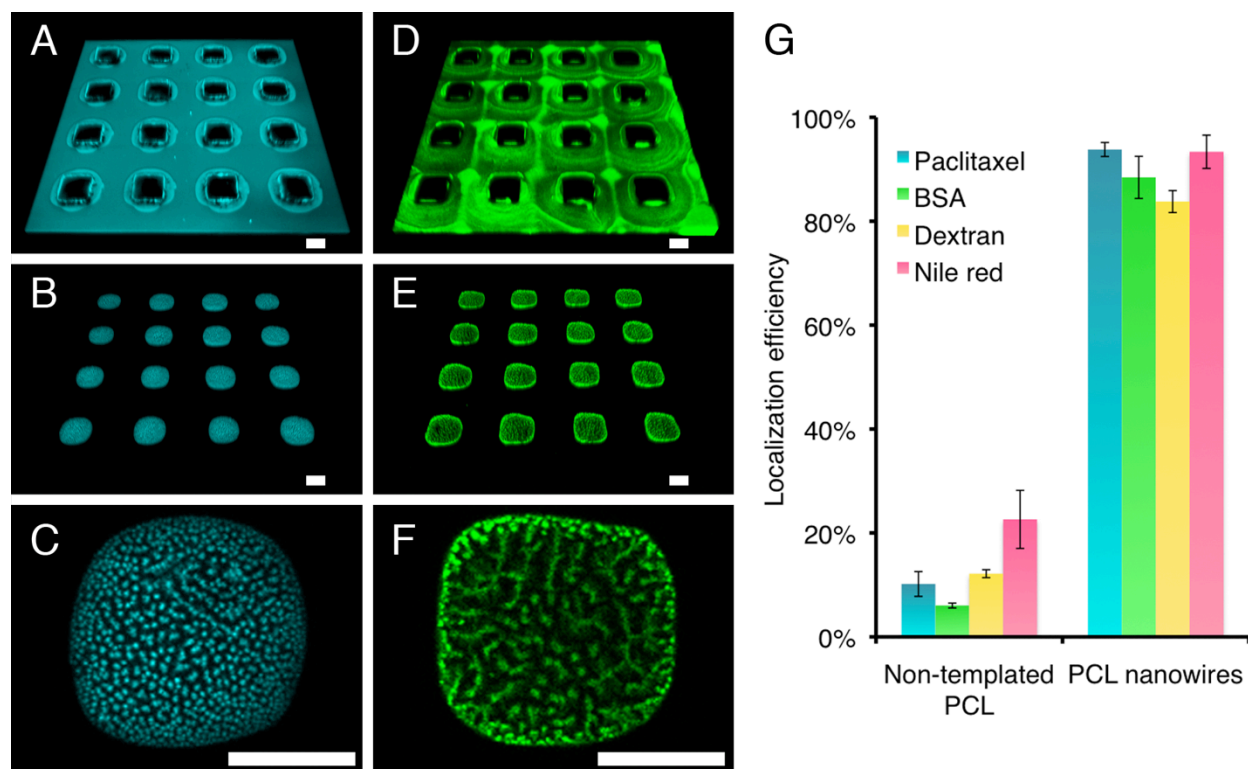 A
D
G
B
E
C
F
100%
80%
60%
40%
20%
0%
Localization efficiency
Paclitaxel
BSA
Dextran
Nile red
Non-templated
PCL
PCL nanowires